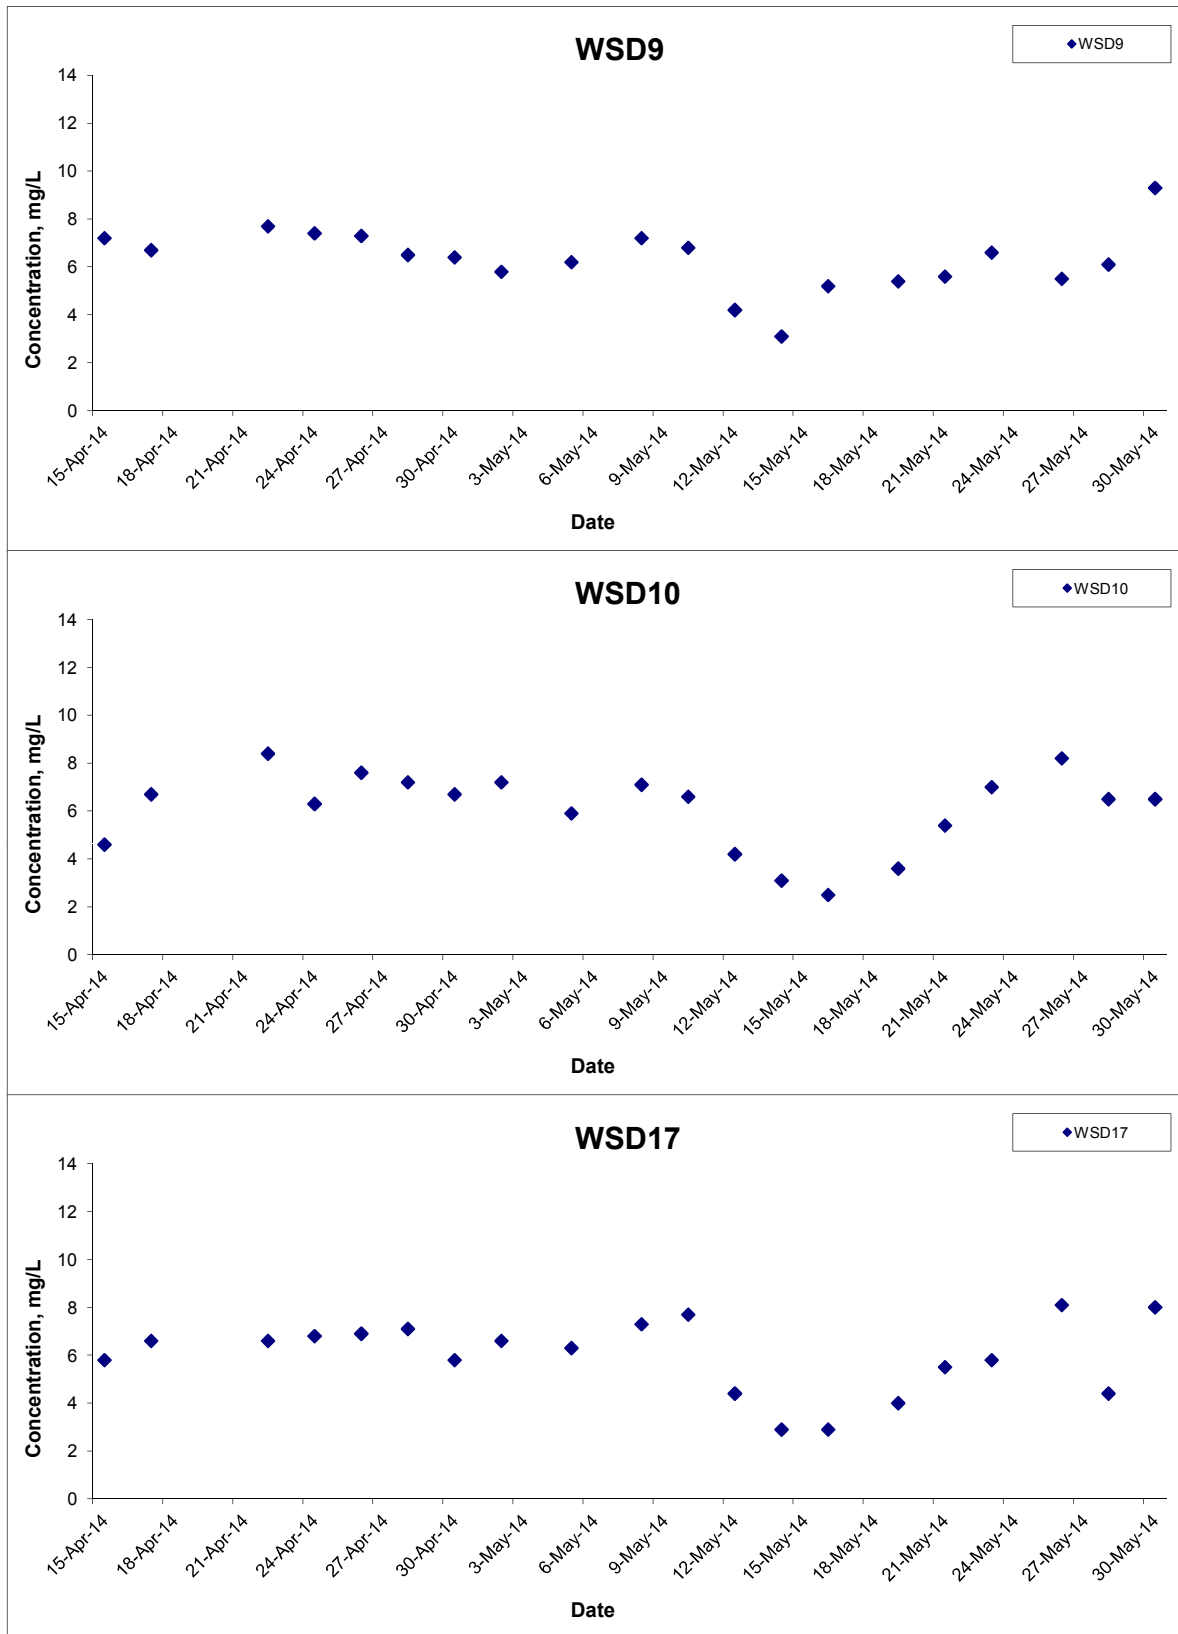 WSD9
WSD9
14
12
10
8
6
4
2
0
Concentration, mg/L
15-Apr-14
18-Apr-14
21-Apr-14
24-Apr-14
27-Apr-14
30-Apr-14
3-May-14
6-May-14
9-May-14
12-May-14
15-May-14
18-May-14
21-May-14
24-May-14
27-May-14
30-May-14
Date
WSD10
WSD10
14
12
10
8
6
4
2
0
Concentration, mg/L
15-Apr-14
18-Apr-14
21-Apr-14
24-Apr-14
27-Apr-14
30-Apr-14
3-May-14
6-May-14
9-May-14
12-May-14
15-May-14
18-May-14
21-May-14
24-May-14
27-May-14
30-May-14
Date
WSD17
WSD17
14
12
10
8
6
4
2
0
Concentration, mg/L
15-Apr-14
18-Apr-14
21-Apr-14
24-Apr-14
27-Apr-14
30-Apr-14
3-May-14
6-May-14
9-May-14
12-May-14
15-May-14
18-May-14
21-May-14
24-May-14
27-May-14
30-May-14
Date